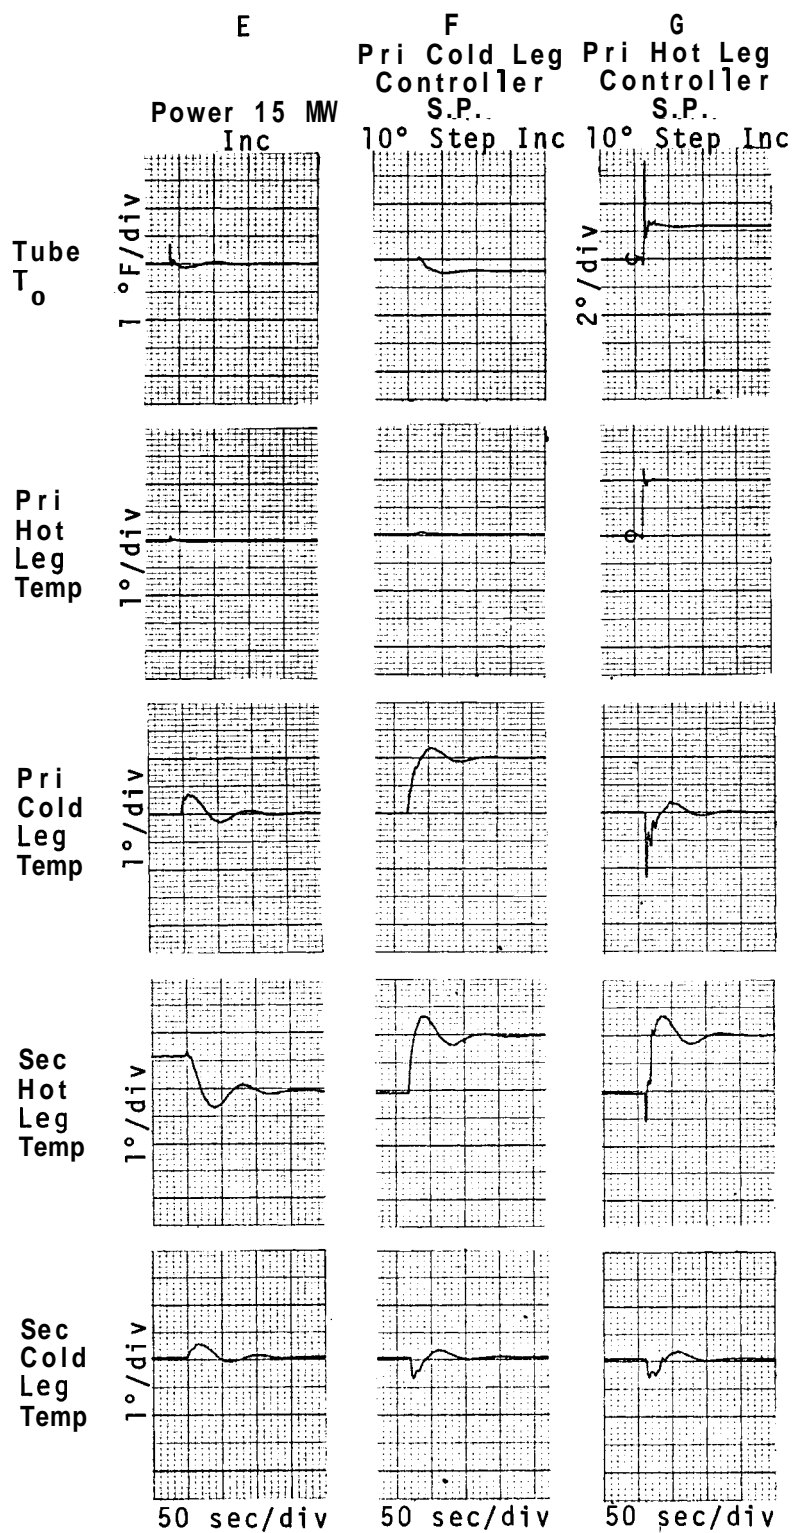 E
Power 15 MW
Inc
F
Pri Cold Leg
Controller
S.P.
10° Step Inc
G
Pri Hot Leg
Controller
S.P.
10° Step Inc
Tube
To
1 °F/div
2°/div
Pri
Hot
Leg
Temp
1°/div
Pri
Cold
Leg
Temp
1°/div
Sec
Hot
Leg
Temp
1°/div
Sec
Cold
Leg
Temp
1°/div
50 sec/div
50 sec/div
50 sec/div